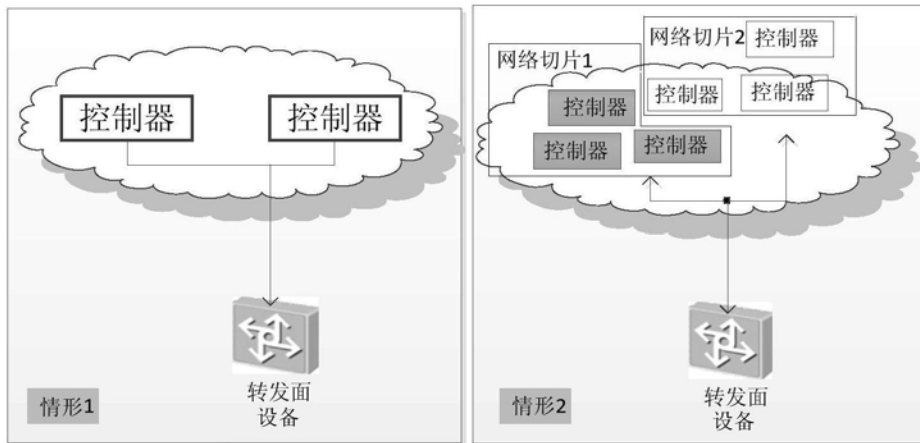 控制器
控制器
转发面
设备
情形1
网络切片1
网络切片2
控制器
控制器
控制器
控制器
控制器
控制器
转发面
设备
情形2